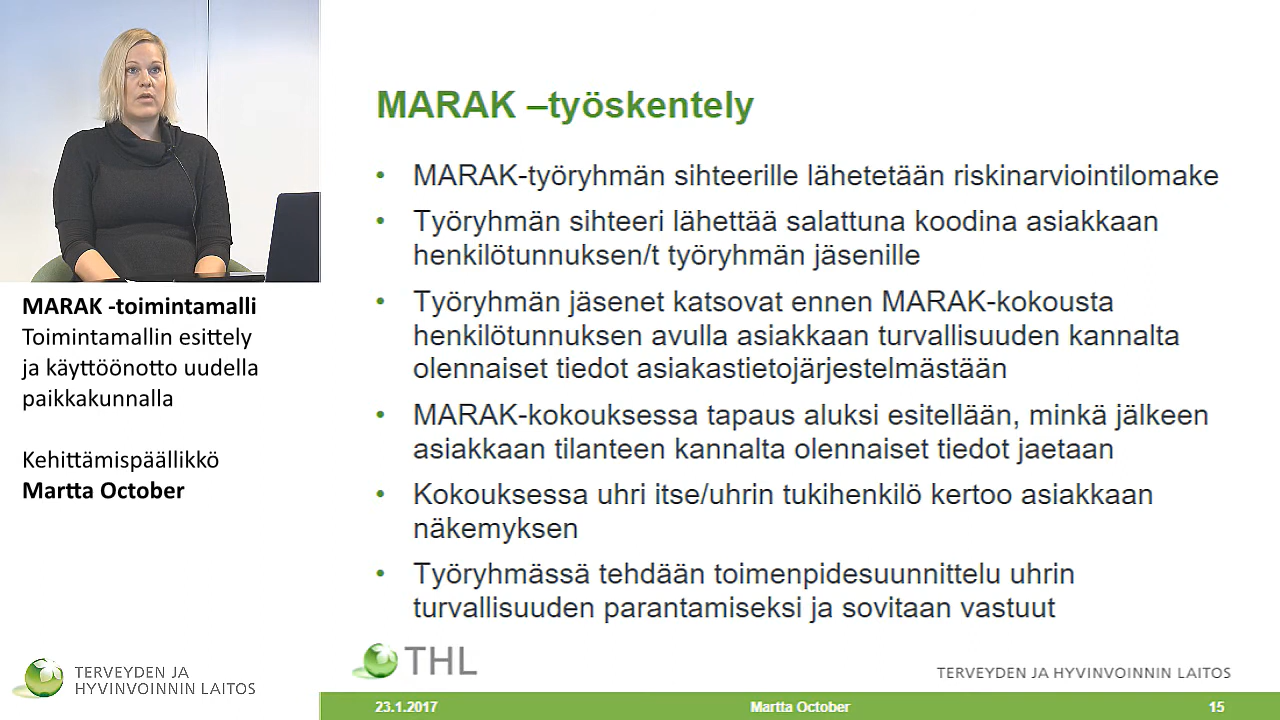 MARAK -toimintamalli
Toimintamallin esittely
ja käyttöönotto uudella
paikkakunnalla
Kehittämispäällikkö
Martta October
TERVEYDEN JA
HYVINVOINNIN LAITOS
MARAK –työskentely
• MARAK-työryhmän sihteerille lähetetään riskinarviointilomake
• Työryhmän sihteeri lähettää salattuna koodina asiakkaan
henkilötunnuksen/t työryhmän jäsenille
• Työryhmän jäsenet katsovat ennen MARAK-kokousta
henkilötunnuksen avulla asiakkaan turvallisuuden kannalta
olennaiset tiedot asiakastietojärjestelmästään
• MARAK-kokouksessa tapaus aluksi esitellään, minkä jälkeen
asiakkaan tilanteen kannalta olennaiset tiedot jaetaan
• Kokouksessa uhri itse/uhrin tukihenkilö kertoo asiakkaan
näkemyksen
• Työryhmässä tehdään toimenpidesuunnittelu uhrin
turvallisuuden parantamiseksi ja sovitaan vastuut
THL
TERVEYDEN JA HYVINVOINNIN LAITOS
23.1.2017
Martta October
15